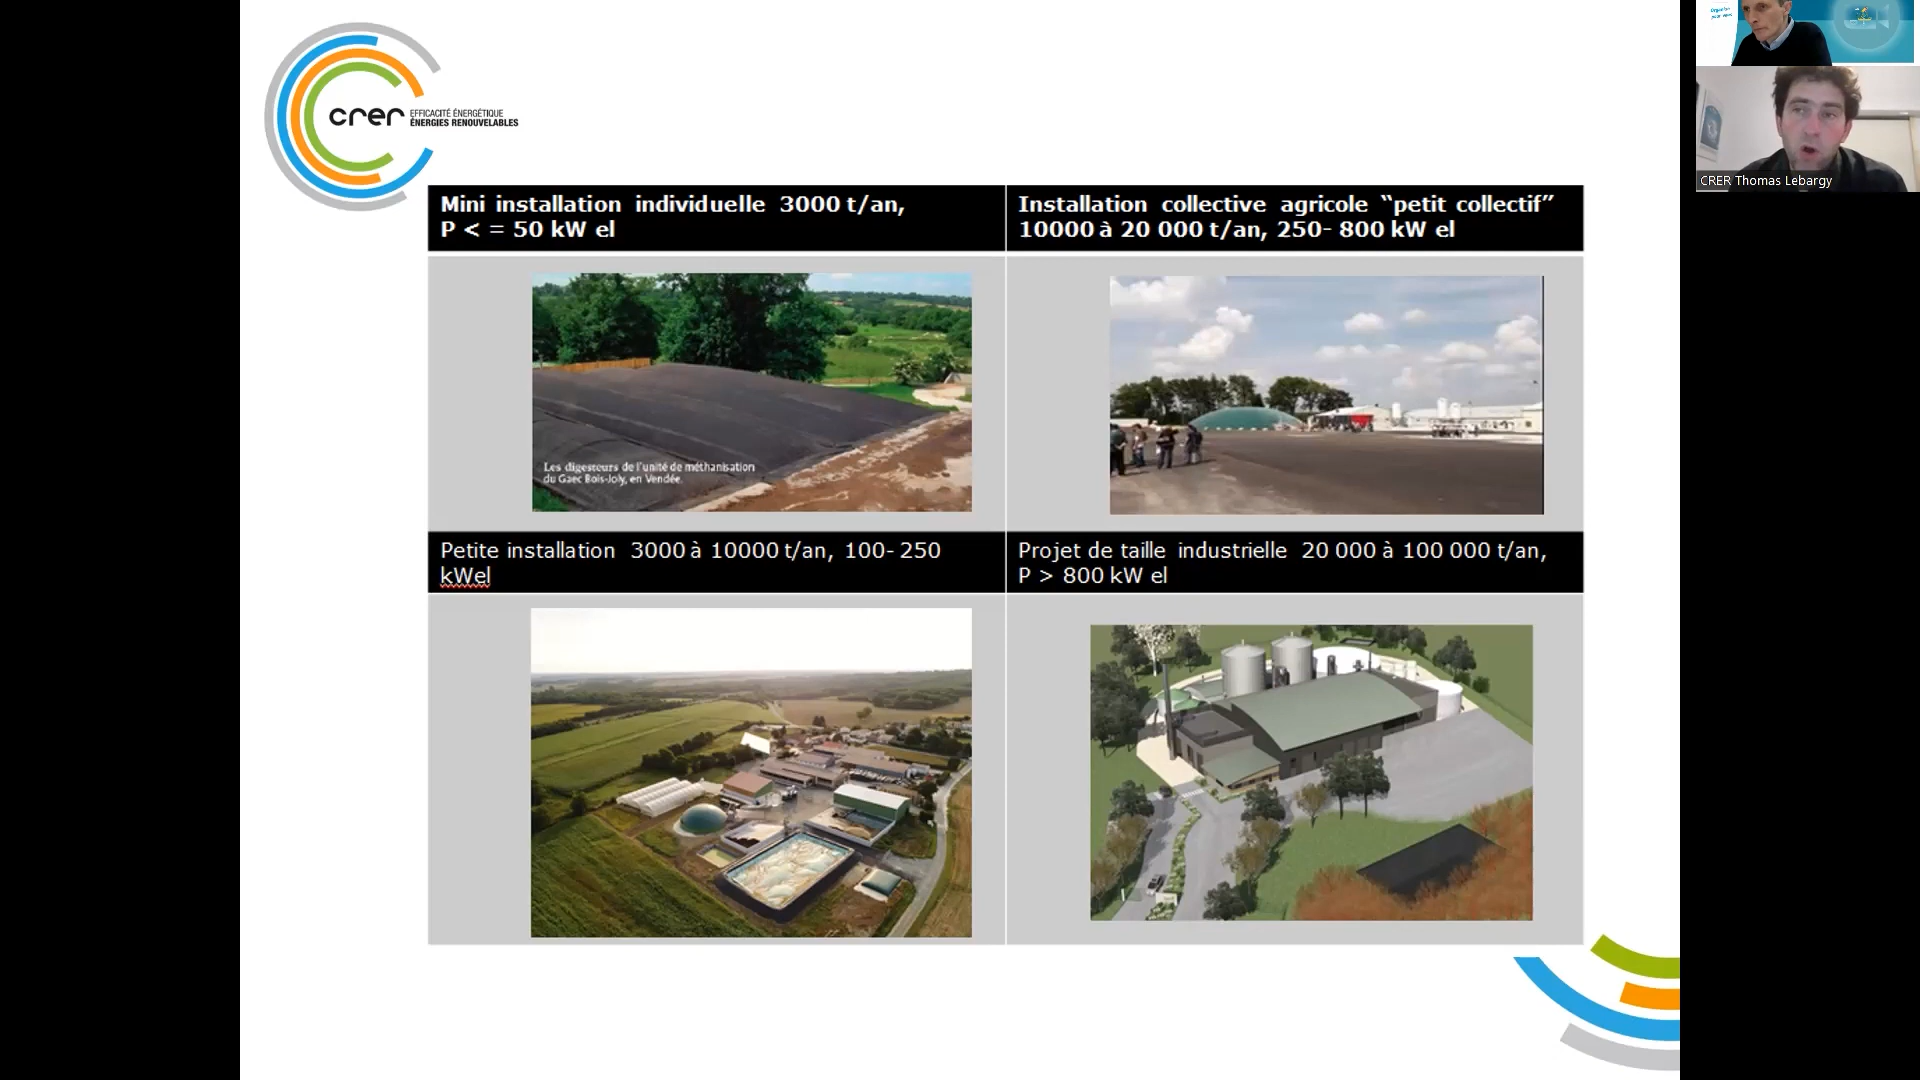 crer
EFFICACITÉ ÉNERGÉTIQUE
ÉNERGIES RENOUVELABLES
Mini installation individuelle 3000 t/an,
P < = 50 kW el
Installation collective agricole “petit collectif”
10000 à 20 000 t/an, 250- 800 kW el
Les digesteurs de l'unité de méthanisation
du Gaec Bois-Joly, en Vendée.
Petite installation 3000 à 10000 t/an, 100- 250
kWel
Projet de taille industrielle 20 000 à 100 000 t/an,
P > 800 kW el
CRER Thomas Lebargy